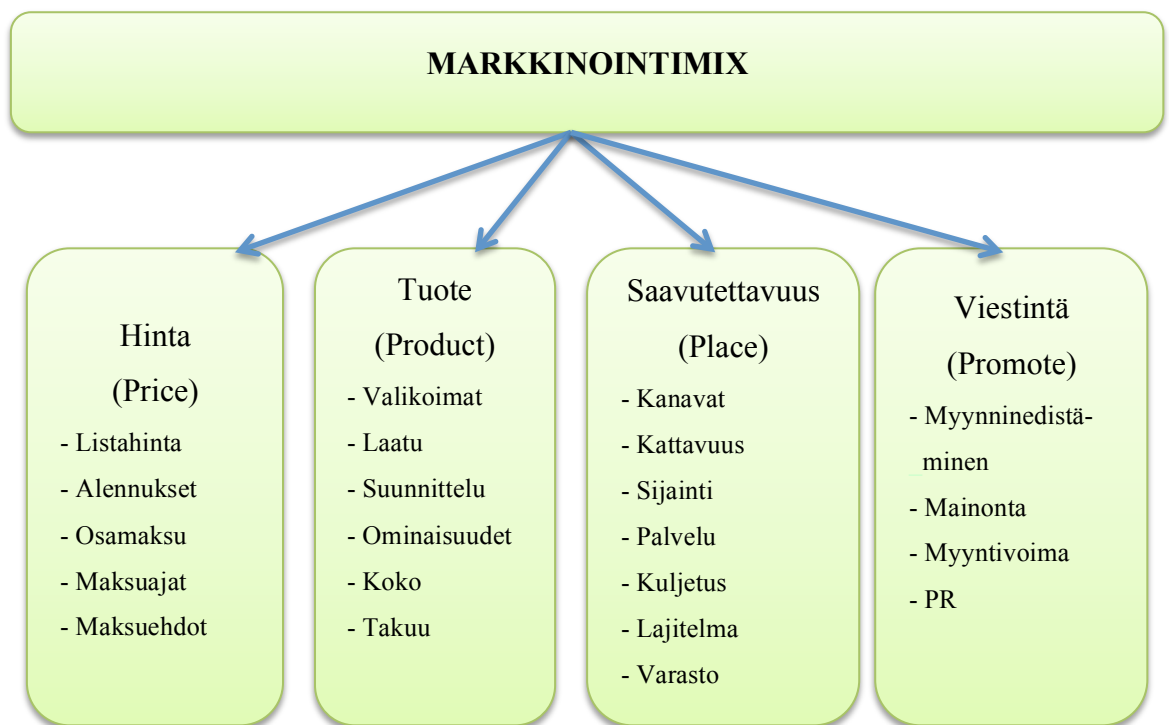 MARKKINOINTIMIX
Hinta
(Price)
- Listahinta
- Alennukset
- Osamaksu
- Maksuajat
- Maksuehdot
Tuote
(Product)
- Valikoimat
- Laatu
- Suunnittelu
- Ominaisuudet
- Koko
- Takuu
Saavutettavuus
(Place)
- Kanavat
- Kattavuus
- Sijainti
- Palvelu
- Kuljetus
- Lajitelma
- Varasto
Viestintä
(Promote)
- Myynninedistä-
minen
- Mainonta
- Myyntivoima
- PR